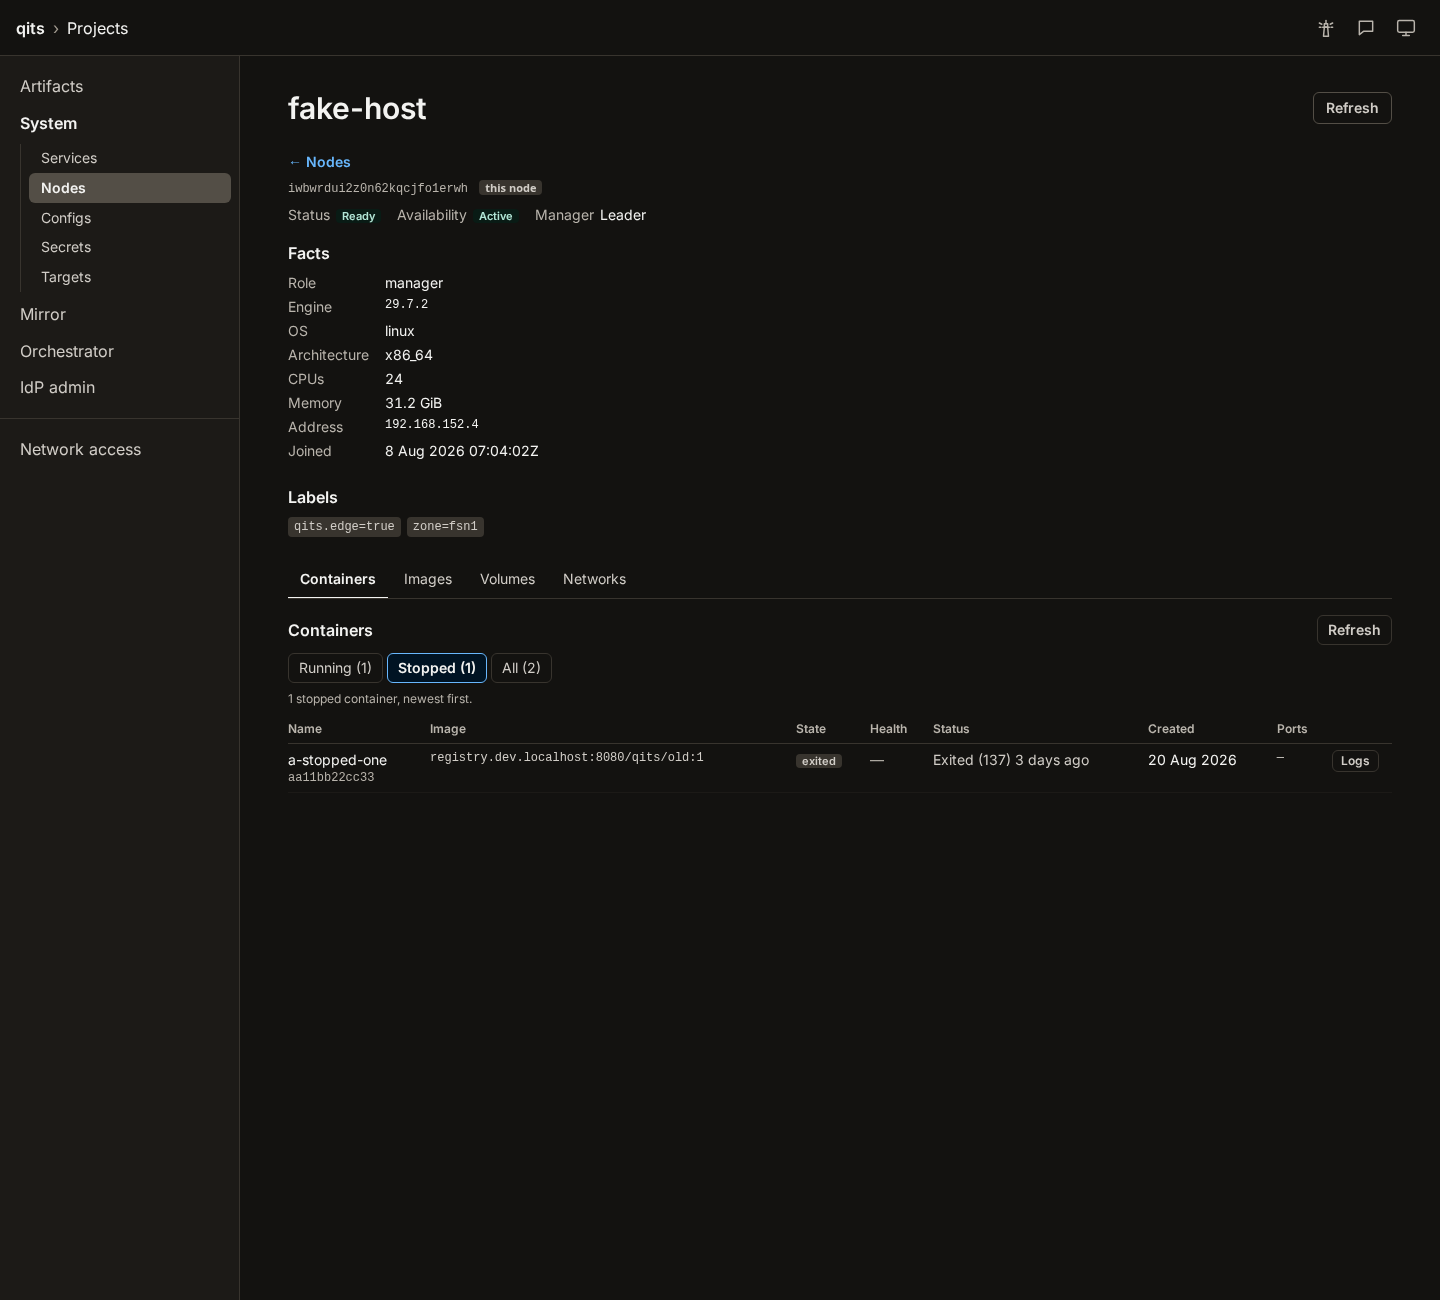 qits › Projects
Artifacts
System
Services
Nodes
Configs
Secrets
Targets
Mirror
Orchestrator
IdP admin
Network access
fake-host
Refresh
← Nodes
iwbwrdui2z0n62kqcjfo1erwh this node
Status Ready Availability Active Manager Leader
Facts
Role manager
Engine 29.7.2
OS linux
Architecture x86_64
CPUs 24
Memory 31.2 GiB
Address 192.168.152.4
Joined 8 Aug 2026 07:04:02Z
Labels
qits.edge=true zone=fsn1
Containers Images Volumes Networks
Containers Refresh
Running (1) Stopped (1) All (2)
1 stopped container, newest first.
Name Image State Health Status Created Ports
a-stopped-one registry.dev.localhost:8080/qits/old:1 exited — Exited (137) 3 days ago 20 Aug 2026 — Logs
aa11bb22cc33